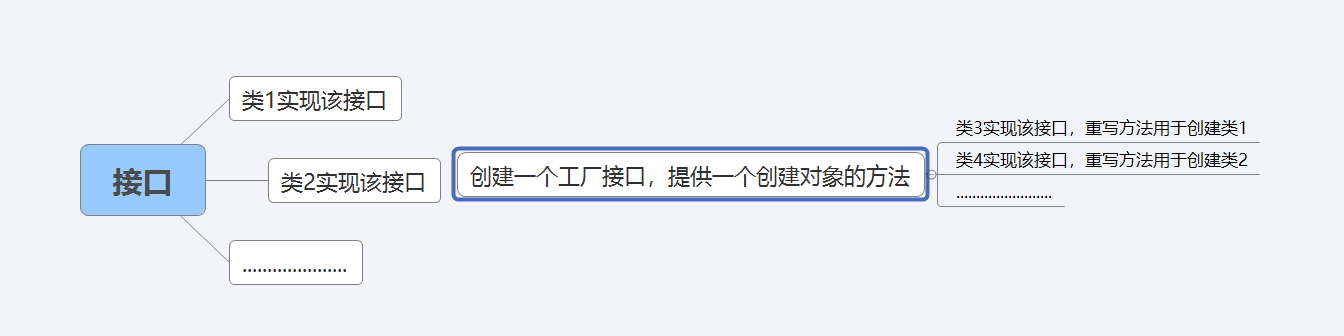 接口
类1实现该接口
类2实现该接口
.....................
创建一个工厂接口，提供一个创建对象的方法
类3实现该接口，重写方法用于创建类1
类4实现该接口，重写方法用于创建类2
........................